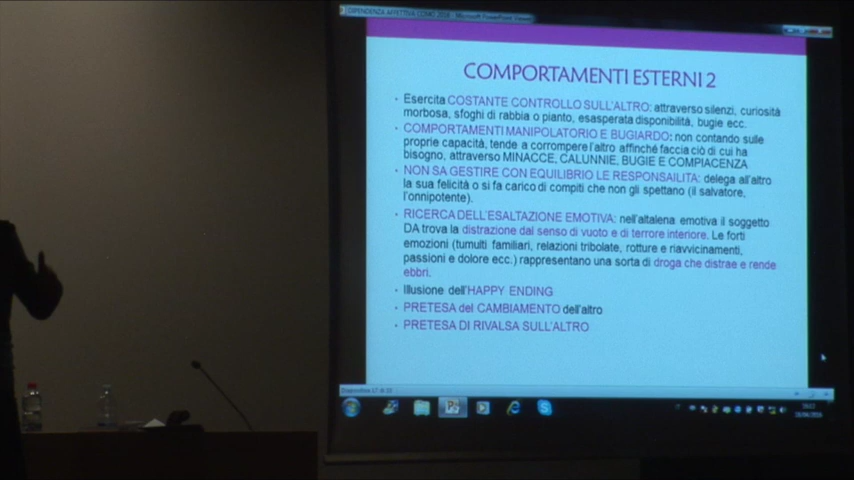 DIPENDENZA AFFETTIVA COMO 2016 - Microsoft PowerPoint Viewer
COMPORTAMENTI ESTERNI 2
• Esercita COSTANTE CONTROLLO SULL'ALTRO: attraverso silenzi, curiosità
morbosa, sfoghi di rabbia o pianto, esasperata disponibilità, bugie ecc.
• COMPORTAMENTI MANIPOLATORIO E BUGIARDO: non contando sulle
proprie capacità, tende a corrompere l'altro affinché faccia ciò di cui ha
bisogno, attraverso MINACCE, CALUNNIE, BUGIE E COMPIACENZA
• NON SA GESTIRE CON EQUILIBRIO LE RESPONSAILITA: delega all'altro
la sua felicità o si fa carico di compiti che non gli spettano (il salvatore,
l'onnipotente).
• RICERCA DELL'ESALTAZIONE EMOTIVA: nell'altalena emotiva il soggetto
DA trova la distrazione dal senso di vuoto e di terrore interiore. Le forti
emozioni (tumulti familiari, relazioni tribolate, rotture e riavvicinamenti,
passioni e dolore ecc.) rappresentano una sorta di droga che distrae e rende
ebbri.
• Illusione dell'HAPPY ENDING
• PRETESA del CAMBIAMENTO dell'altro
• PRETESA DI RIVALSA SULL'ALTRO